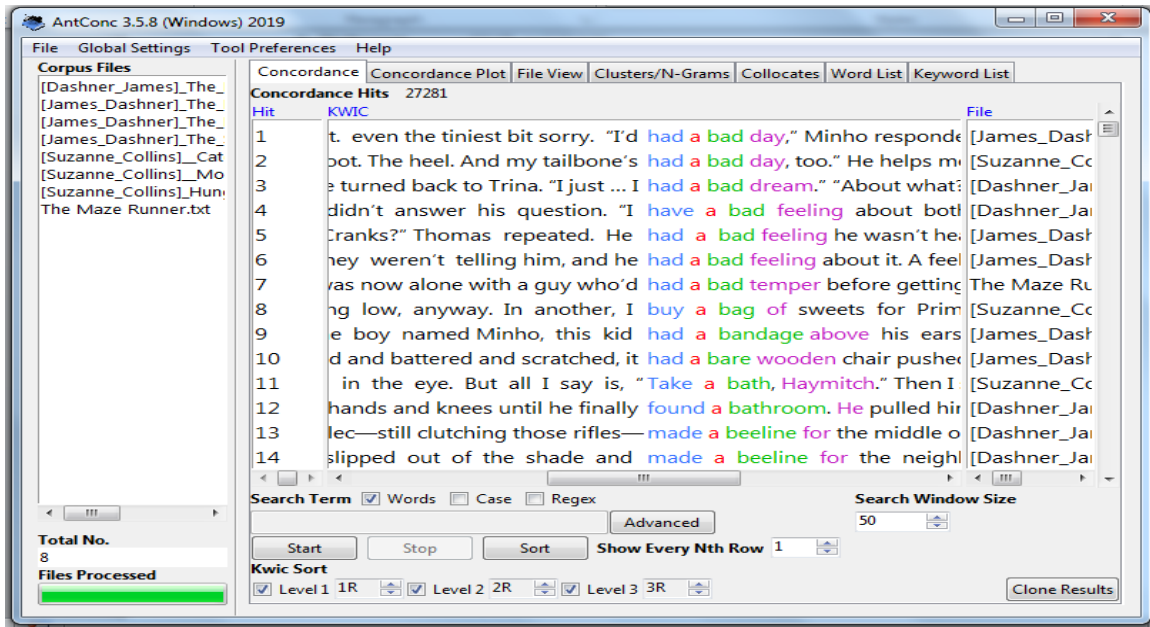 AntConc 3.5.8 (Windows) 2019
File Global Settings Tool Preferences Help
Corpus Files
[Dashner_James]_The_
[James_Dashner]_The_
[James_Dashner]_The_
[James_Dashner]_The_
[Suzanne_Collins]__Cat
[Suzanne_Collins]__Mo
[Suzanne_Collins]_Hun
The Maze Runner.txt
Total No.
8
Files Processed
Concordance Concordance Plot File View Clusters/N-Grams Collocates Word List Keyword List
Concordance Hits 27281
Hit KWIC File
1 t. even the tiniest bit sorry. “I’d had a bad day,” Minho responde [James_Dash
2 oot. The heel. And my tailbone’s had a bad day, too.” He helps m [Suzanne_Co
3 e turned back to Trina. “I just ... I had a bad dream.” “About what? [Dashner_Ja
4 didn’t answer his question. “I have a bad feeling about both [Dashner_Ja
5 Cranks?” Thomas repeated. He had a bad feeling he wasn’t hea [James_Dash
6 hey weren’t telling him, and he had a bad feeling about it. A feel [James_Dash
7 was now alone with a guy who’d had a bad temper before getting The Maze Ru
8 ng low, anyway. In another, I buy a bag of sweets for Prim [Suzanne_Co
9 e boy named Minho, this kid had a bandage above his ears [James_Dash
10 d and battered and scratched, it had a bare wooden chair pushed [James_Dash
11 in the eye. But all I say is, “Take a bath, Haymitch.” Then I [Suzanne_Co
12 hands and knees until he finally found a bathroom. He pulled hir [Dashner_Ja
13 lec—still clutching those rifles—made a beeline for the middle o [Dashner_Ja
14 slipped out of the shade and made a beeline for the neighl [Dashner_Ja
Search Term Words Case Regex Search Window Size
Advanced 50
Start Stop Sort Show Every Nth Row 1
Kwic Sort
Level 1 1R Level 2 2R Level 3 3R Clone Results